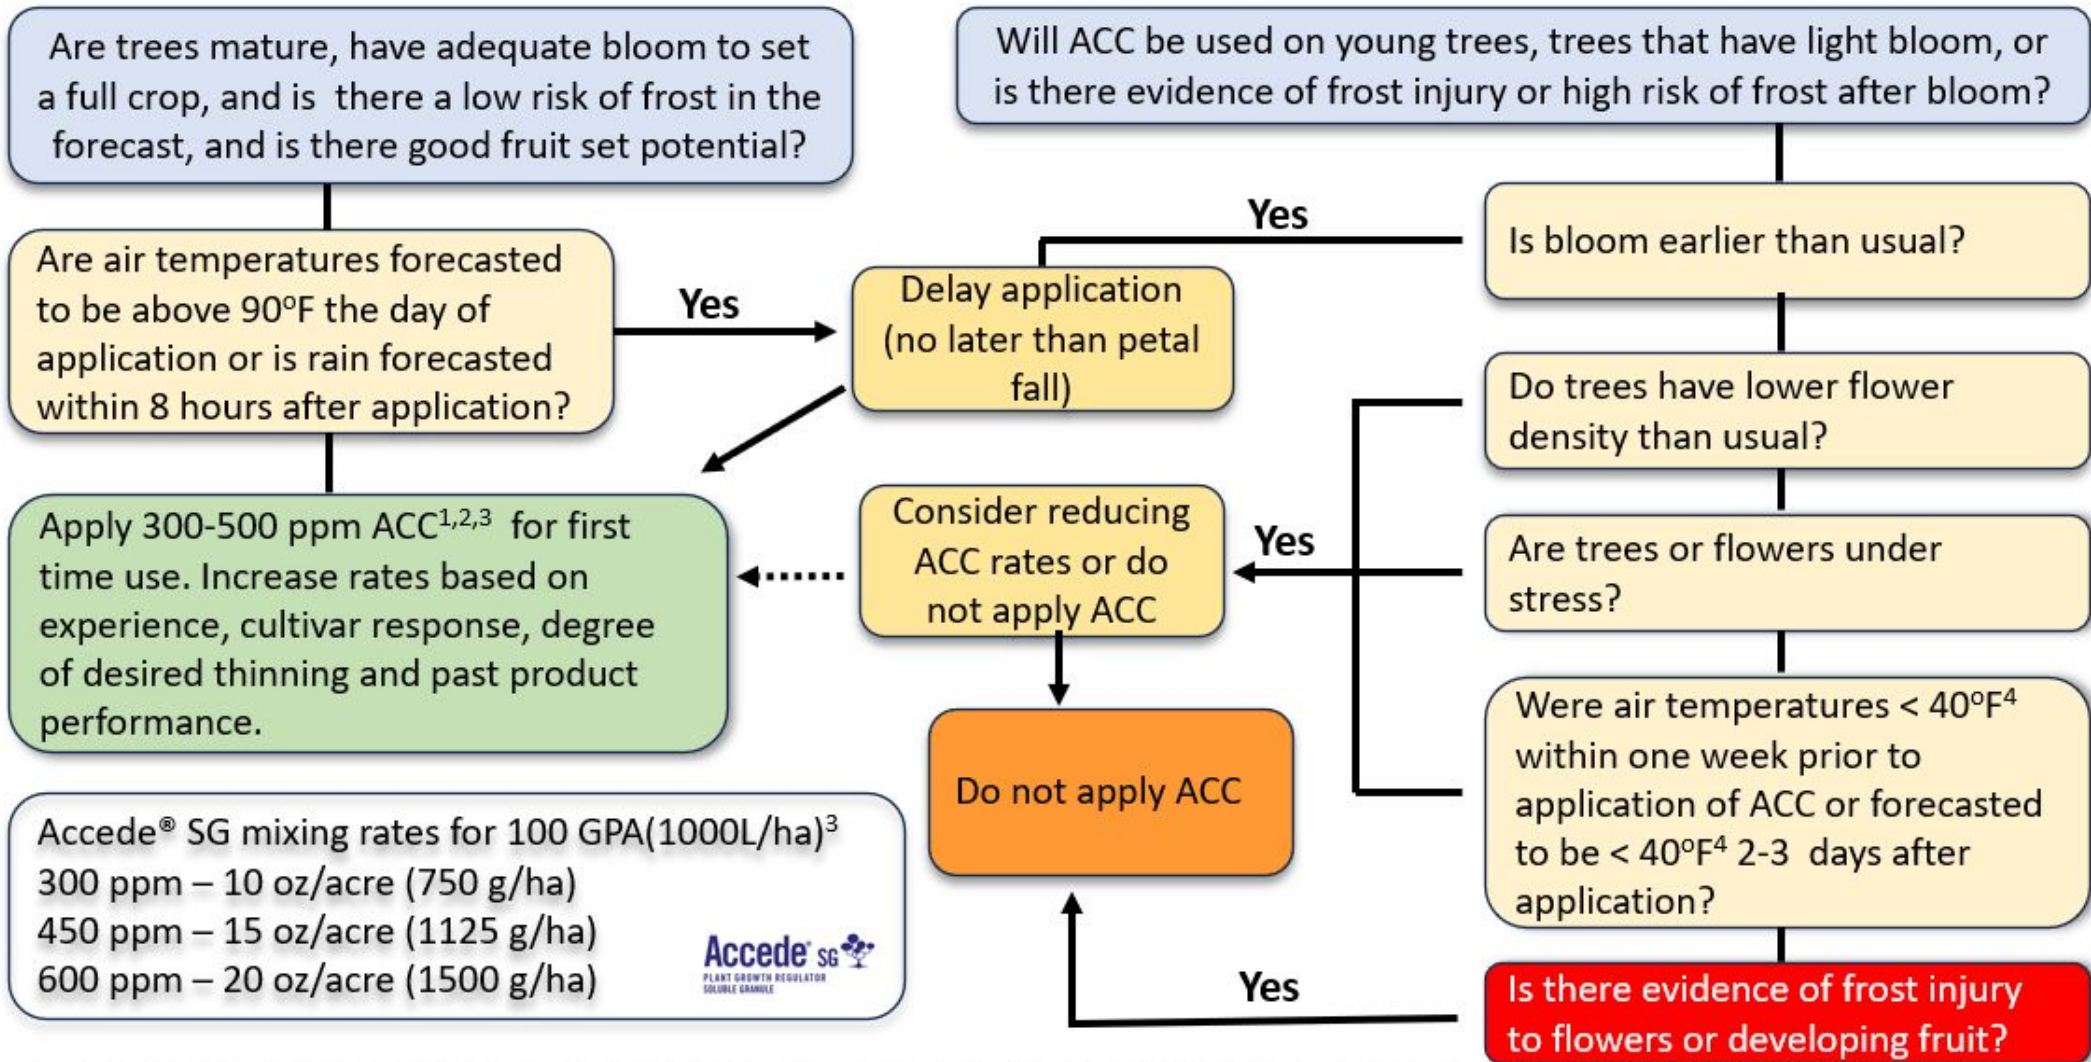 Are trees mature, have adequate bloom to set
a full crop, and is there a low risk of frost in the
forecast, and is there good fruit set potential?
Will ACC be used on young trees, trees that have light bloom, or
is there evidence of frost injury or high risk of frost after bloom?
Are air temperatures forecasted
to be above 90ºF the day of
application or is rain forecasted
within 8 hours after application?
Yes
Delay application
(no later than petal
fall)
Yes
Is bloom earlier than usual?
Do trees have lower flower
density than usual?
Apply 300-500 ppm ACC¹,²,³ for first
time use. Increase rates based on
experience, cultivar response, degree
of desired thinning and past product
performance.
Consider reducing
ACC rates or do
not apply ACC
Yes
Are trees or flowers under
stress?
Were air temperatures < 40ºF⁴
within one week prior to
application of ACC or forecasted
to be < 40ºF⁴ 2-3 days after
application?
Do not apply ACC
Accede® SG mixing rates for 100 GPA(1000L/ha)³
300 ppm – 10 oz/acre (750 g/ha)
450 ppm – 15 oz/acre (1125 g/ha)
600 ppm – 20 oz/acre (1500 g/ha)
Accede® SG
PLANT GROWTH REGULATOR
SOLUBLE GRANULE
Yes
Is there evidence of frost injury
to flowers or developing fruit?